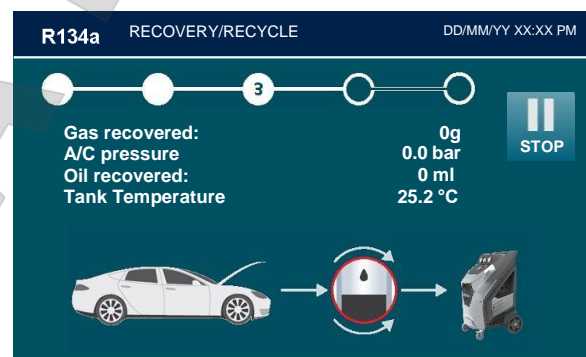 R134a RECOVERY/RECYCLE DD/MM/YY XX:XX PM
3
Gas recovered: 0g
A/C pressure 0.0 bar
Oil recovered: 0 ml
Tank Temperature 25.2 °C
STOP